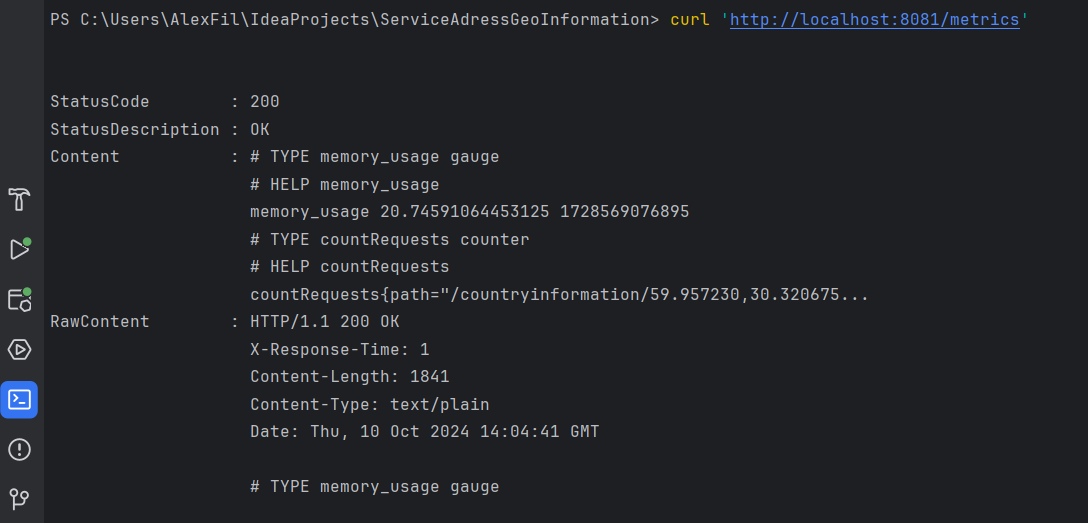 PS C:\Users\AlexFil\IdeaProjects\ServiceAdressGeoInformation> curl 'http://localhost:8081/metrics'
StatusCode        : 200
StatusDescription : OK
Content           : # TYPE memory_usage gauge
                    # HELP memory_usage
                    memory_usage 20.74591064453125 1728569076895
                    # TYPE countRequests counter
                    # HELP countRequests
                    countRequests{path="/countryinformation/59.957230,30.320675...
RawContent        : HTTP/1.1 200 OK
                    X-Response-Time: 1
                    Content-Length: 1841
                    Content-Type: text/plain
                    Date: Thu, 10 Oct 2024 14:04:41 GMT
                    # TYPE memory_usage gauge